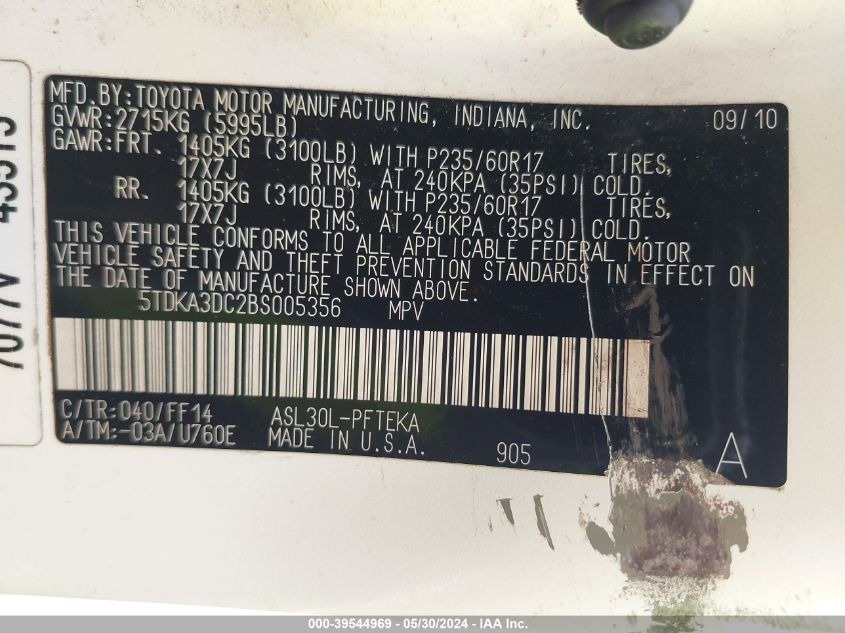 MFD.BY:TOYOTA MOTOR MANUFACTURING, INDIANA, INC. 09/10
GVWR:2715KG (5995LB)
GAWR:FRT. 1405KG (3100LB) WITH P235/60R17 TIRES,
17X7J RIMS, AT 240KPA (35PSI) COLD.
RR. 1405KG (3100LB) WITH P235/60R17 TIRES,
17X7J RIMS, AT 240KPA (35PSI) COLD.
THIS VEHICLE CONFORMS TO ALL APPLICABLE FEDERAL MOTOR
VEHICLE SAFETY AND THEFT PREVENTION STANDARDS IN EFFECT ON
THE DATE OF MANUFACTURE SHOWN ABOVE.
5TDKA3DC2BS005356 MPV
C/TR:040/FF14 ASL30L-PFTEKA
A/TM:-03A/U760E MADE IN U.S.A. 905 A
000-39544969 - 05/30/2024 - IAA Inc.